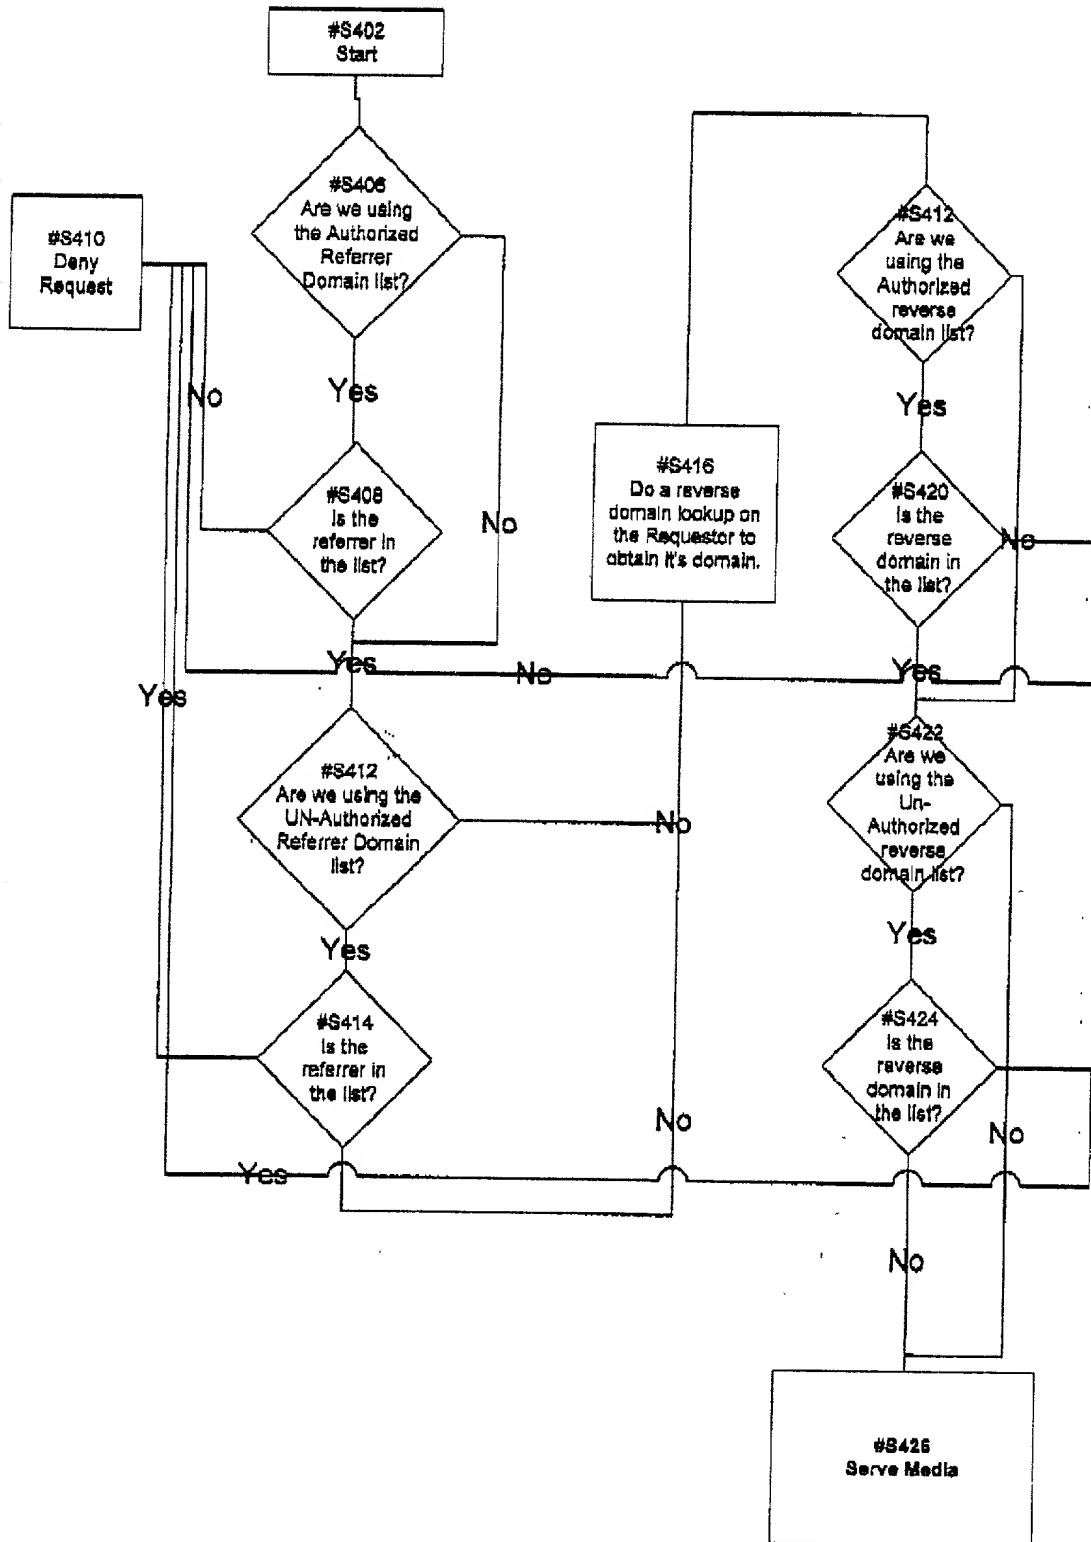 #S402
Start
#S406
Are we using
the Authorized
Referrer
Domain list?
#S410
Deny
Request
No
Yes
No
#S408
Is the
referrer in
the list?
Yes
No
Yes
#S412
Are we using the
UN-Authorized
Referrer Domain
list?
No
Yes
#S414
Is the
referrer in
the list?
No
Yes
#S416
Do a reverse
domain lookup on
the Requestor to
obtain it's domain.
#S412
Are we
using the
Authorized
reverse
domain list?
Yes
#S420
Is the
reverse
domain in
the list?
No
Yes
#S422
Are we
using the
Un-
Authorized
reverse
domain list?
Yes
#S424
Is the
reverse
domain in
the list?
No
No
#S426
Serve Media